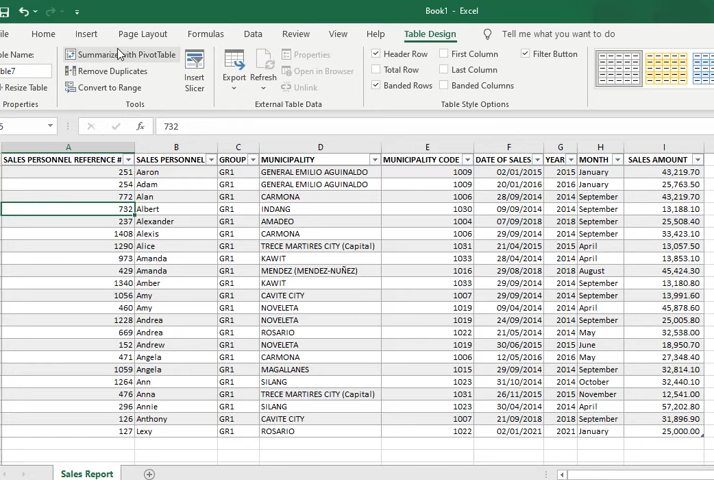 Book1 - Excel
ile Home Insert Page Layout Formulas Data Review View Help Table Design Tell me what you want to do
le Name:
ble7
Resize Table
Properties
Summarize with PivotTable
Remove Duplicates
Convert to Range
Tools
Insert Slicer
Export Refresh
Properties
Open in Browser
Unlink
External Table Data
Header Row First Column Filter Button
Total Row Last Column
Banded Rows Banded Columns
Table Style Options
5 fx 732
A B C D E F G H I
SALES PERSONNEL REFERENCE # SALES PERSONNEL GROUP MUNICIPALITY MUNICIPALITY CODE DATE OF SALES YEAR MONTH SALES AMOUNT
251 Aaron GR1 GENERAL EMILIO AGUINALDO 1009 02/01/2015 2015 January 43,219.70
254 Adam GR1 GENERAL EMILIO AGUINALDO 1009 20/01/2016 2016 January 25,763.50
772 Alan GR1 CARMONA 1006 28/09/2014 2014 September 43,219.70
732 Albert GR1 INDANG 1030 09/09/2014 2014 September 13,188.10
237 Alexander GR1 AMADEO 1004 07/09/2018 2018 September 25,508.40
1408 Alexis GR1 CARMONA 1006 29/09/2014 2014 September 33,423.10
1290 Alice GR1 TRECE MARTIRES CITY (Capital) 1031 21/04/2015 2015 April 13,057.50
973 Amanda GR1 KAWIT 1033 28/04/2014 2014 April 13,853.10
429 Amanda GR1 MENDEZ (MENDEZ-NUÑEZ) 1016 29/08/2018 2018 August 45,424.30
1340 Amber GR1 KAWIT 1033 28/09/2014 2014 September 13,180.80
1056 Amy GR1 CAVITE CITY 1007 29/09/2014 2014 September 13,991.60
460 Amy GR1 NOVELETA 1019 09/04/2014 2014 April 45,878.60
1228 Andrea GR1 NOVELETA 1019 29/09/2014 2014 September 25,005.80
669 Andrea GR1 ROSARIO 1022 27/05/2014 2014 May 32,538.00
152 Andrew GR1 NOVELETA 1019 30/06/2015 2015 June 18,950.70
471 Angela GR1 CARMONA 1006 12/05/2016 2016 May 27,348.40
1059 Angela GR1 MAGALLANES 1015 29/09/2014 2014 September 32,814.10
1264 Ann GR1 SILANG 1023 31/10/2014 2014 October 32,440.10
476 Anna GR1 TRECE MARTIRES CITY (Capital) 1031 26/11/2015 2015 November 12,541.00
296 Annie GR1 SILANG 1023 30/04/2014 2014 April 57,202.80
126 Anthony GR1 CAVITE CITY 1007 21/09/2018 2018 September 31,896.90
127 Lexy GR1 ROSARIO 1022 02/01/2021 2021 January 25,000.00
Sales Report